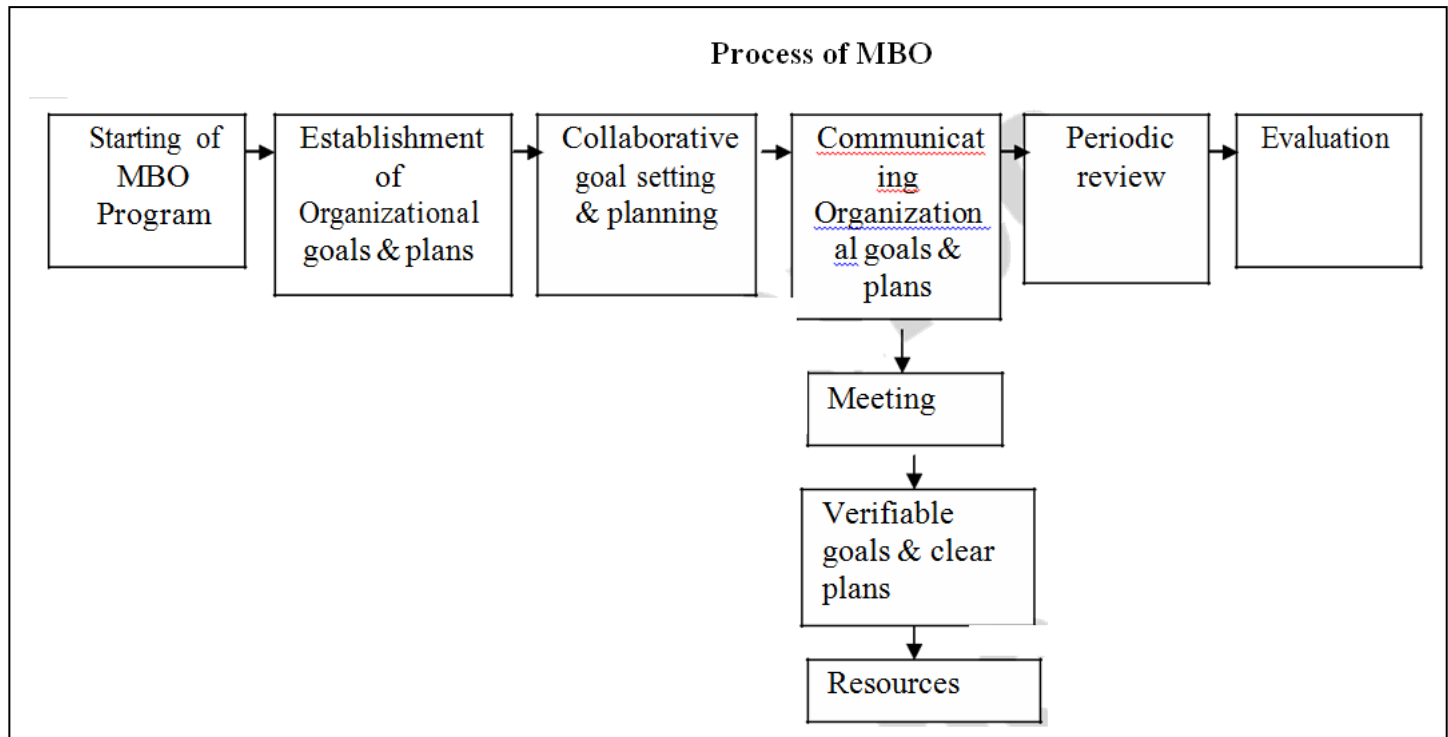 Process of MBO
Starting of
MBO
Program
Establishment
of
Organizational
goals & plans
Collaborative
goal setting
& planning
Communicat
ing
Organization
al goals &
plans
Periodic
review
Evaluation
Meeting
Verifiable
goals & clear
plans
Resources